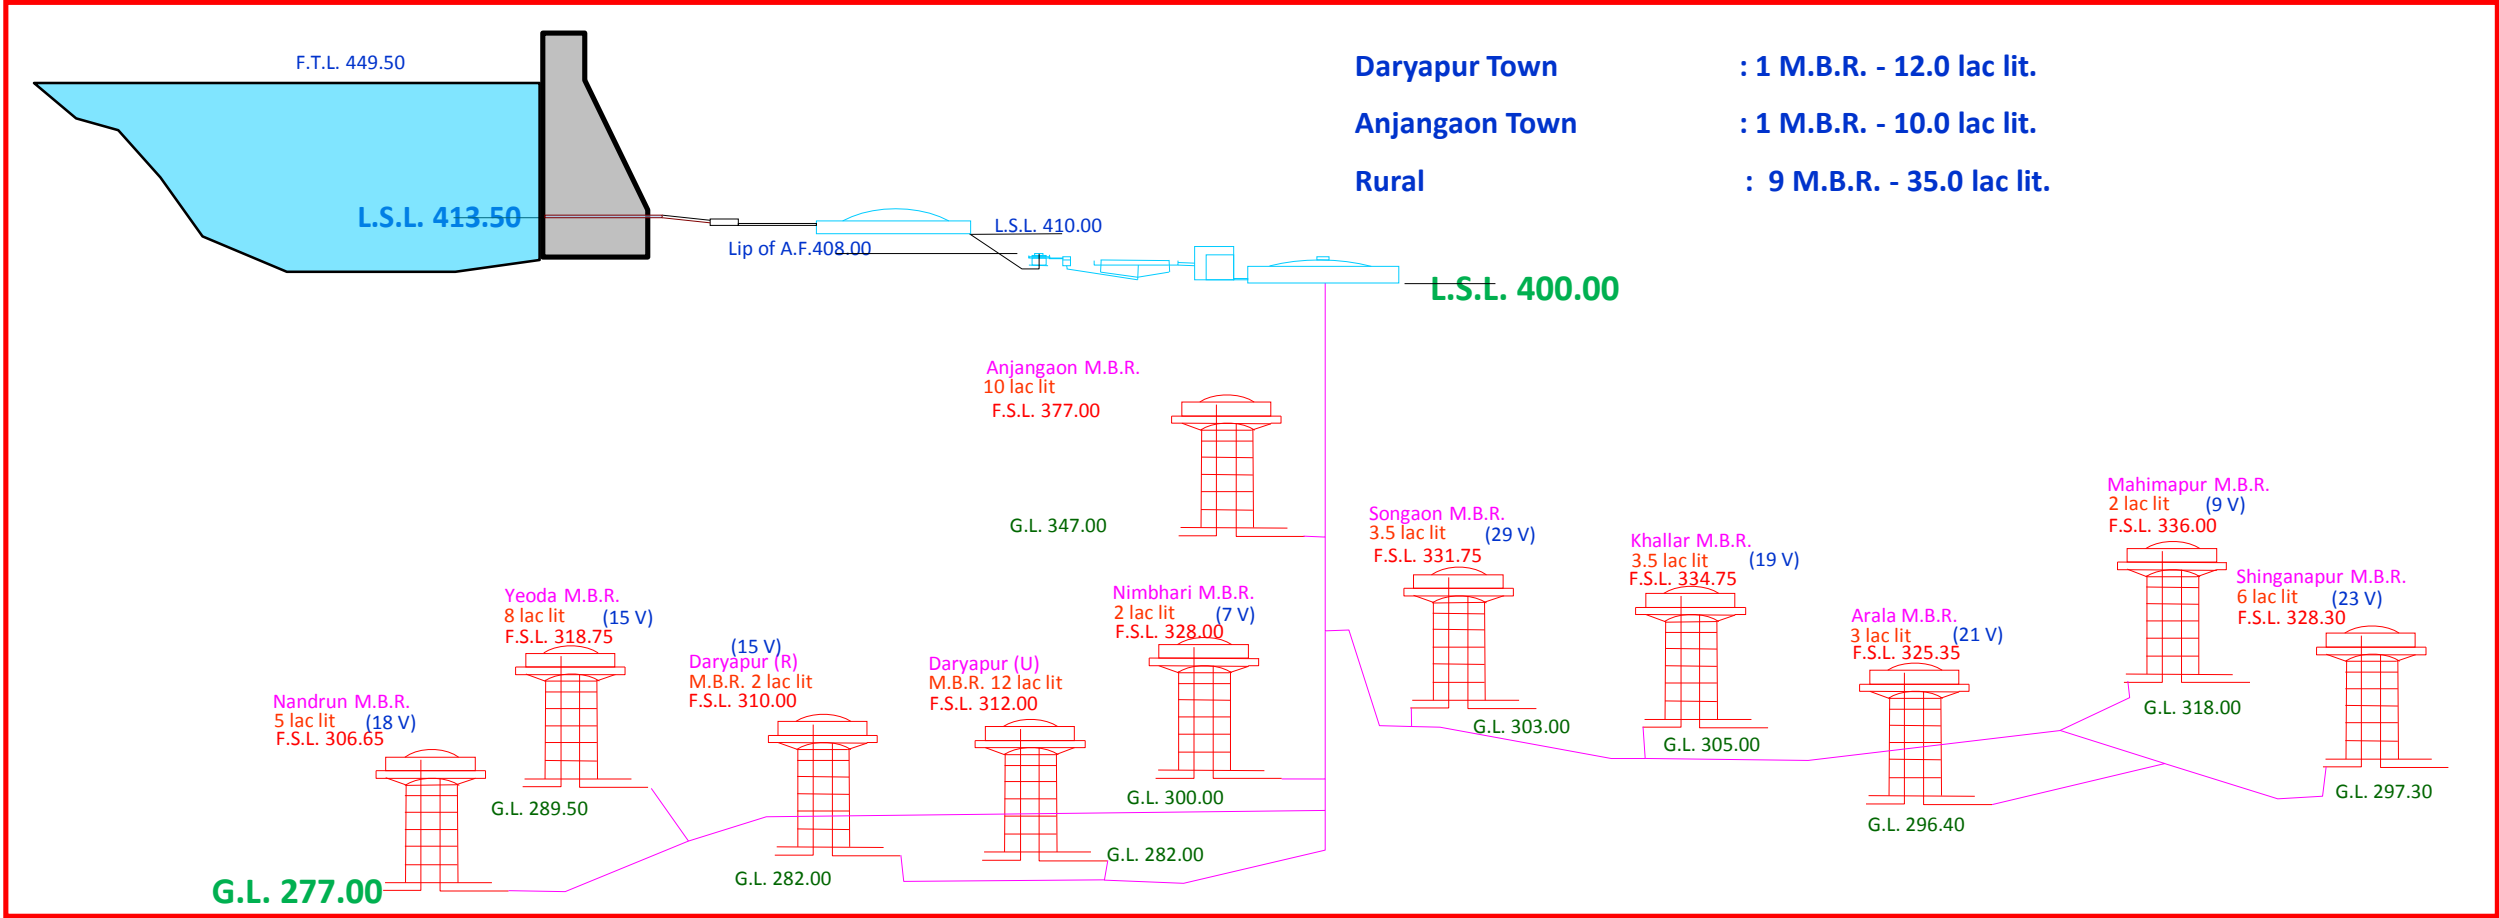 F.T.L. 449.50
Daryapur Town : 1 M.B.R. - 12.0 lac lit.
Anjangaon Town : 1 M.B.R. - 10.0 lac lit.
Rural : 9 M.B.R. - 35.0 lac lit.
L.S.L. 413.50
L.S.L. 410.00
Lip of A.F.408.00
L.S.L. 400.00
Anjangaon M.B.R.
10 lac lit
F.S.L. 377.00
G.L. 347.00
Songaon M.B.R.
3.5 lac lit (29 V)
F.S.L. 331.75
G.L. 303.00
Khallar M.B.R.
3.5 lac lit (19 V)
F.S.L. 334.75
G.L. 305.00
Mahimapur M.B.R.
2 lac lit (9 V)
F.S.L. 336.00
G.L. 318.00
Shinganapur M.B.R.
6 lac lit (23 V)
F.S.L. 328.30
G.L. 297.30
Arala M.B.R.
3 lac lit (21 V)
F.S.L. 325.35
G.L. 296.40
Nimbhari M.B.R.
2 lac lit (7 V)
F.S.L. 328.00
G.L. 300.00
Yeoda M.B.R.
8 lac lit (15 V)
F.S.L. 318.75
G.L. 289.50
(15 V)
Daryapur (R)
M.B.R. 2 lac lit
F.S.L. 310.00
G.L. 282.00
Daryapur (U)
M.B.R. 12 lac lit
F.S.L. 312.00
G.L. 282.00
Nandrun M.B.R.
5 lac lit (18 V)
F.S.L. 306.65
G.L. 277.00